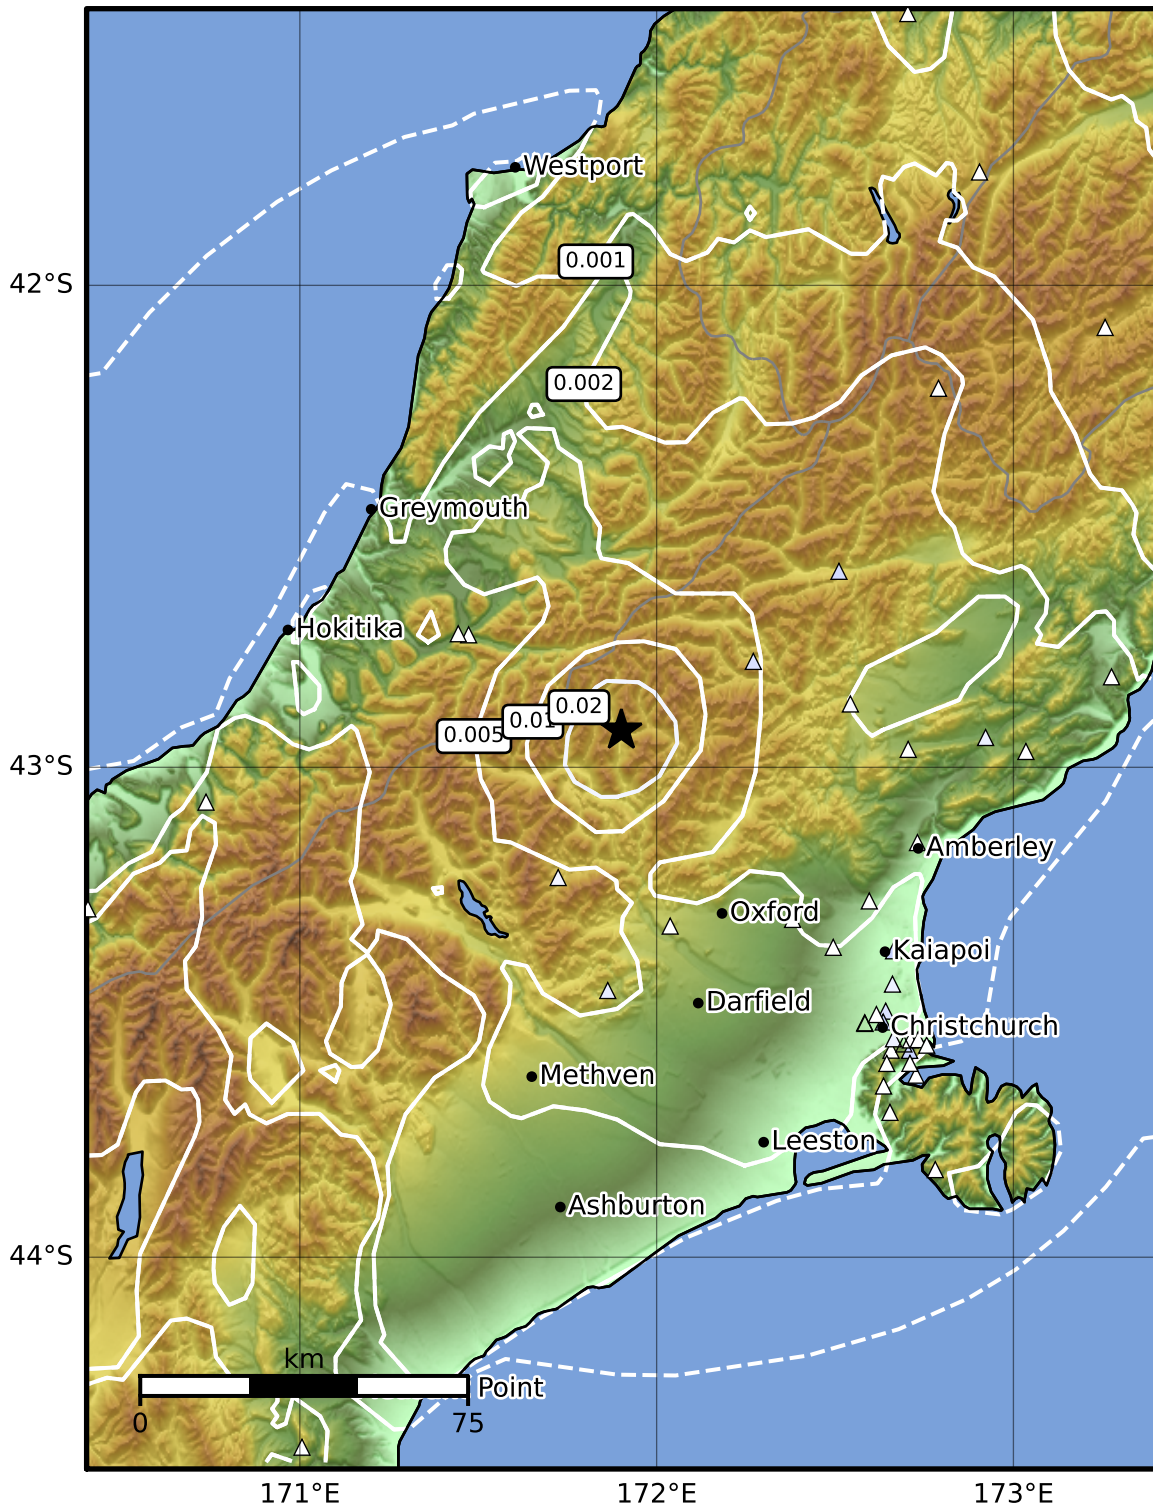 Westport
0.001
42°S
0.002
Greymouth
Hokitika
0.02
0.01
0.005
43°S
Amberley
Oxford
Kaiapoi
Darfield
Christchurch
Methven
Leeston
Ashburton
44°S
km
Point
0
75
171°E
172°E
173°E